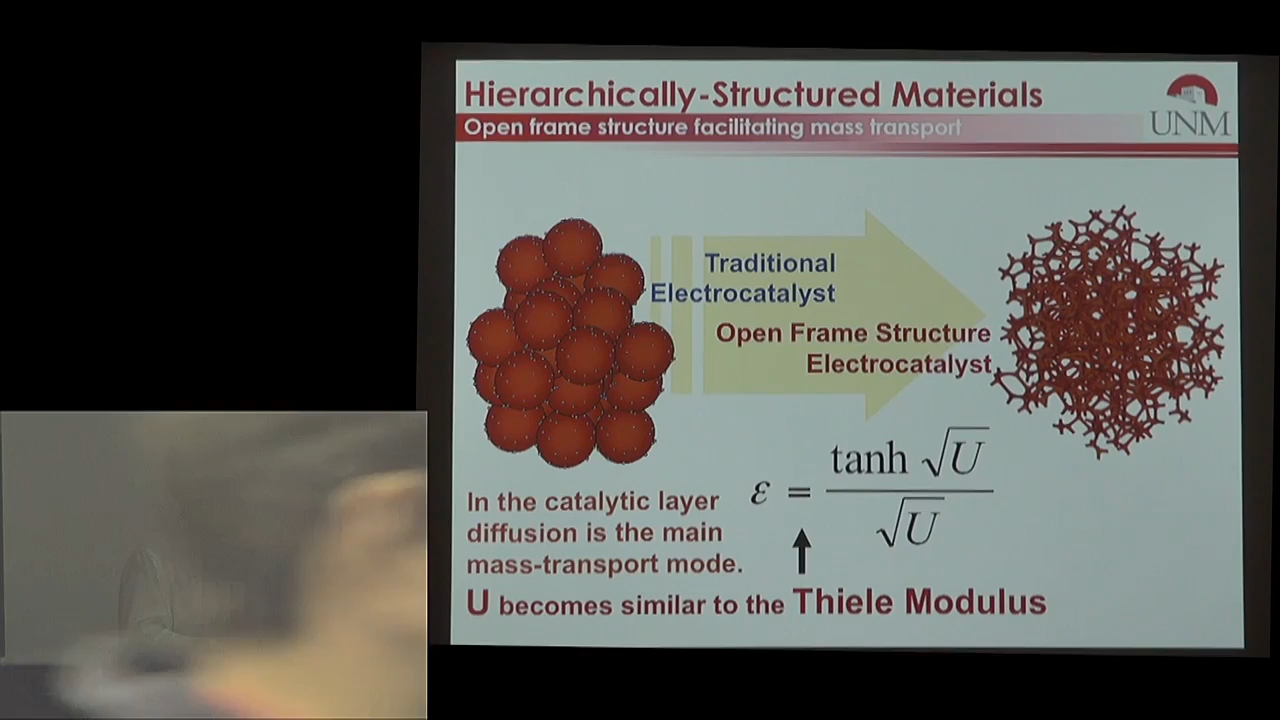 Hierarchically-Structured Materials
Open frame structure facilitating mass transport
UNM
Traditional
Electrocatalyst
Open Frame Structure
Electrocatalyst
ε = tanh √U / √U
In the catalytic layer
diffusion is the main
mass-transport mode.
U becomes similar to the Thiele Modulus